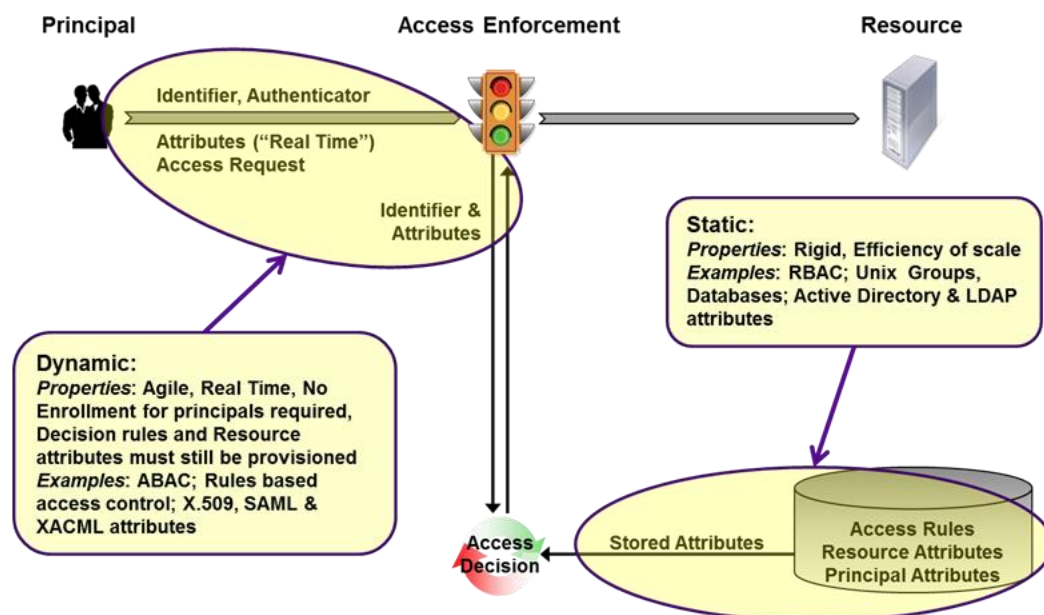 Principal
Access Enforcement
Resource
Identifier, Authenticator
Attributes (“Real Time”)
Access Request
Identifier &
Attributes
Static:
Properties: Rigid, Efficiency of scale
Examples: RBAC; Unix Groups,
Databases; Active Directory & LDAP
attributes
Dynamic:
Properties: Agile, Real Time, No
Enrollment for principals required,
Decision rules and Resource
attributes must still be provisioned
Examples: ABAC; Rules based
access control; X.509, SAML &
XACML attributes
Access
Decision
Stored Attributes
Access Rules
Resource Attributes
Principal Attributes